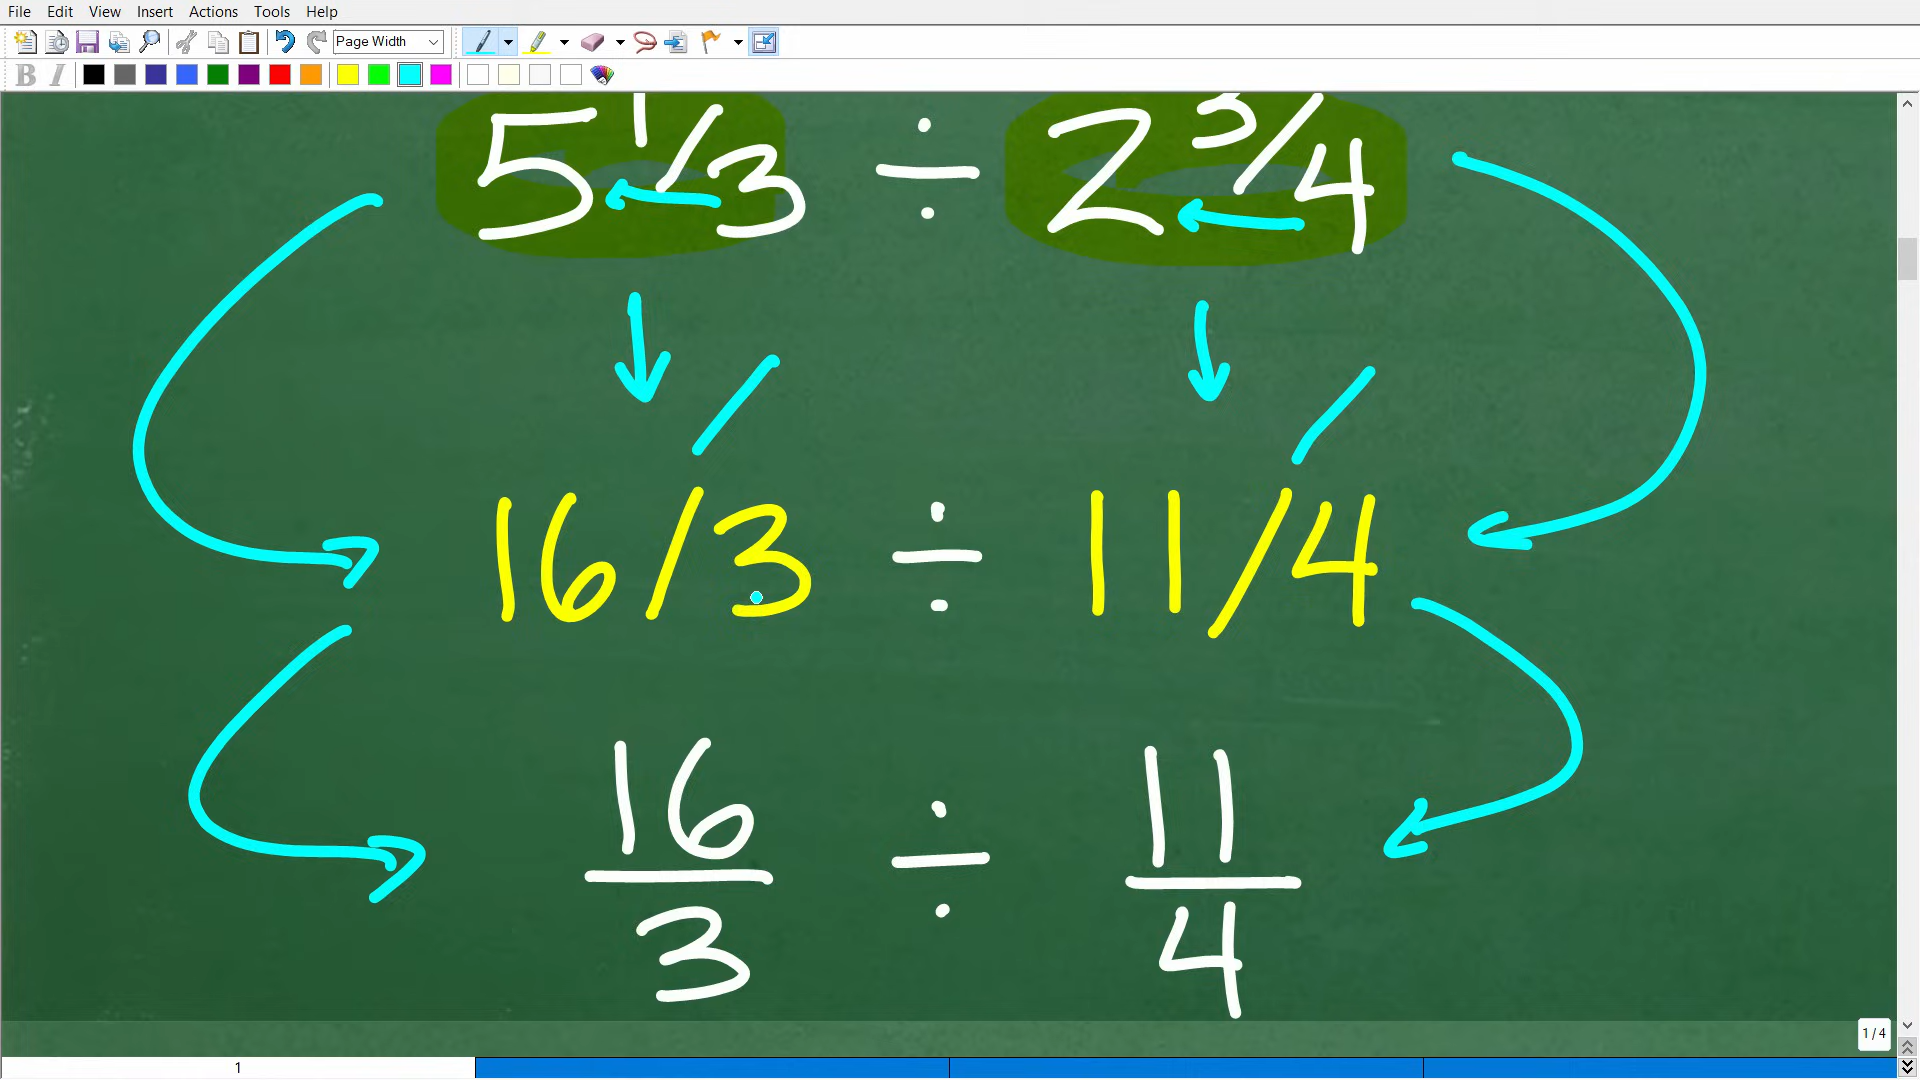 File Edit View Insert Actions Tools Help
Page Width
B I
5 1/3 ÷ 2 3/4
16/3 ÷ 11/4
16 ÷ 11
3 4
1/4
1